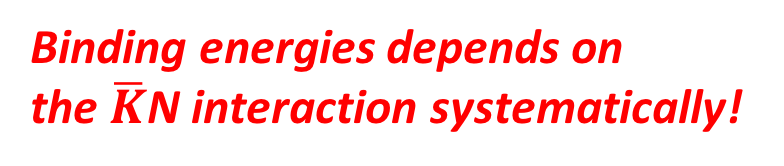 Binding energies depends on
the K̅N interaction systematically!